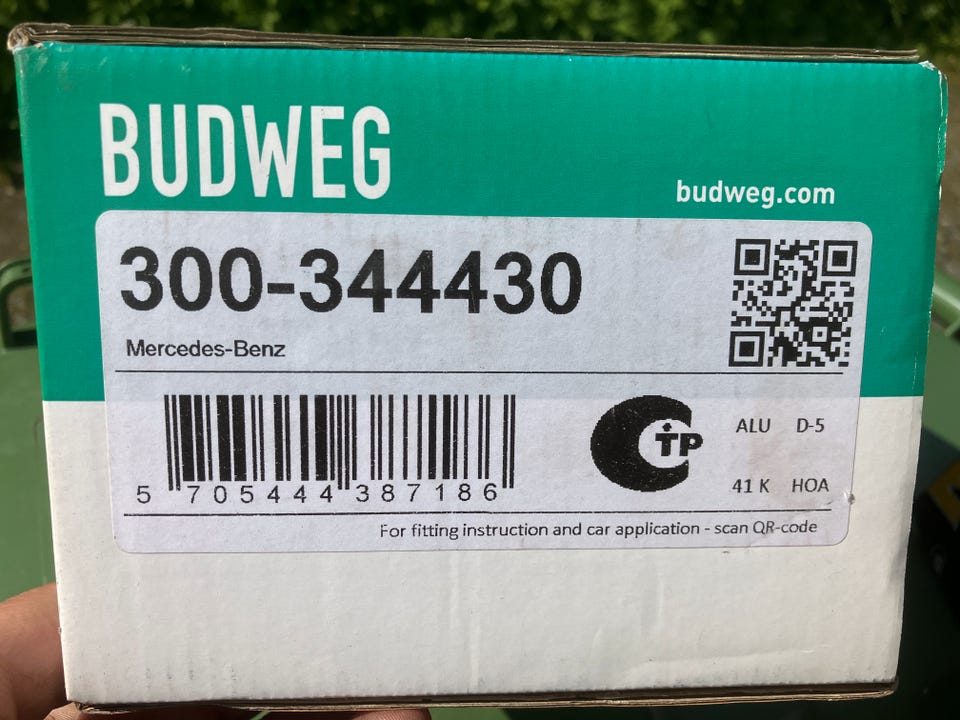 BUDWEG
budweg.com
300-344430
Mercedes-Benz
5 705444 387186
CTP
ALU D-5
41 K HOA
For fitting instruction and car application - scan QR-code